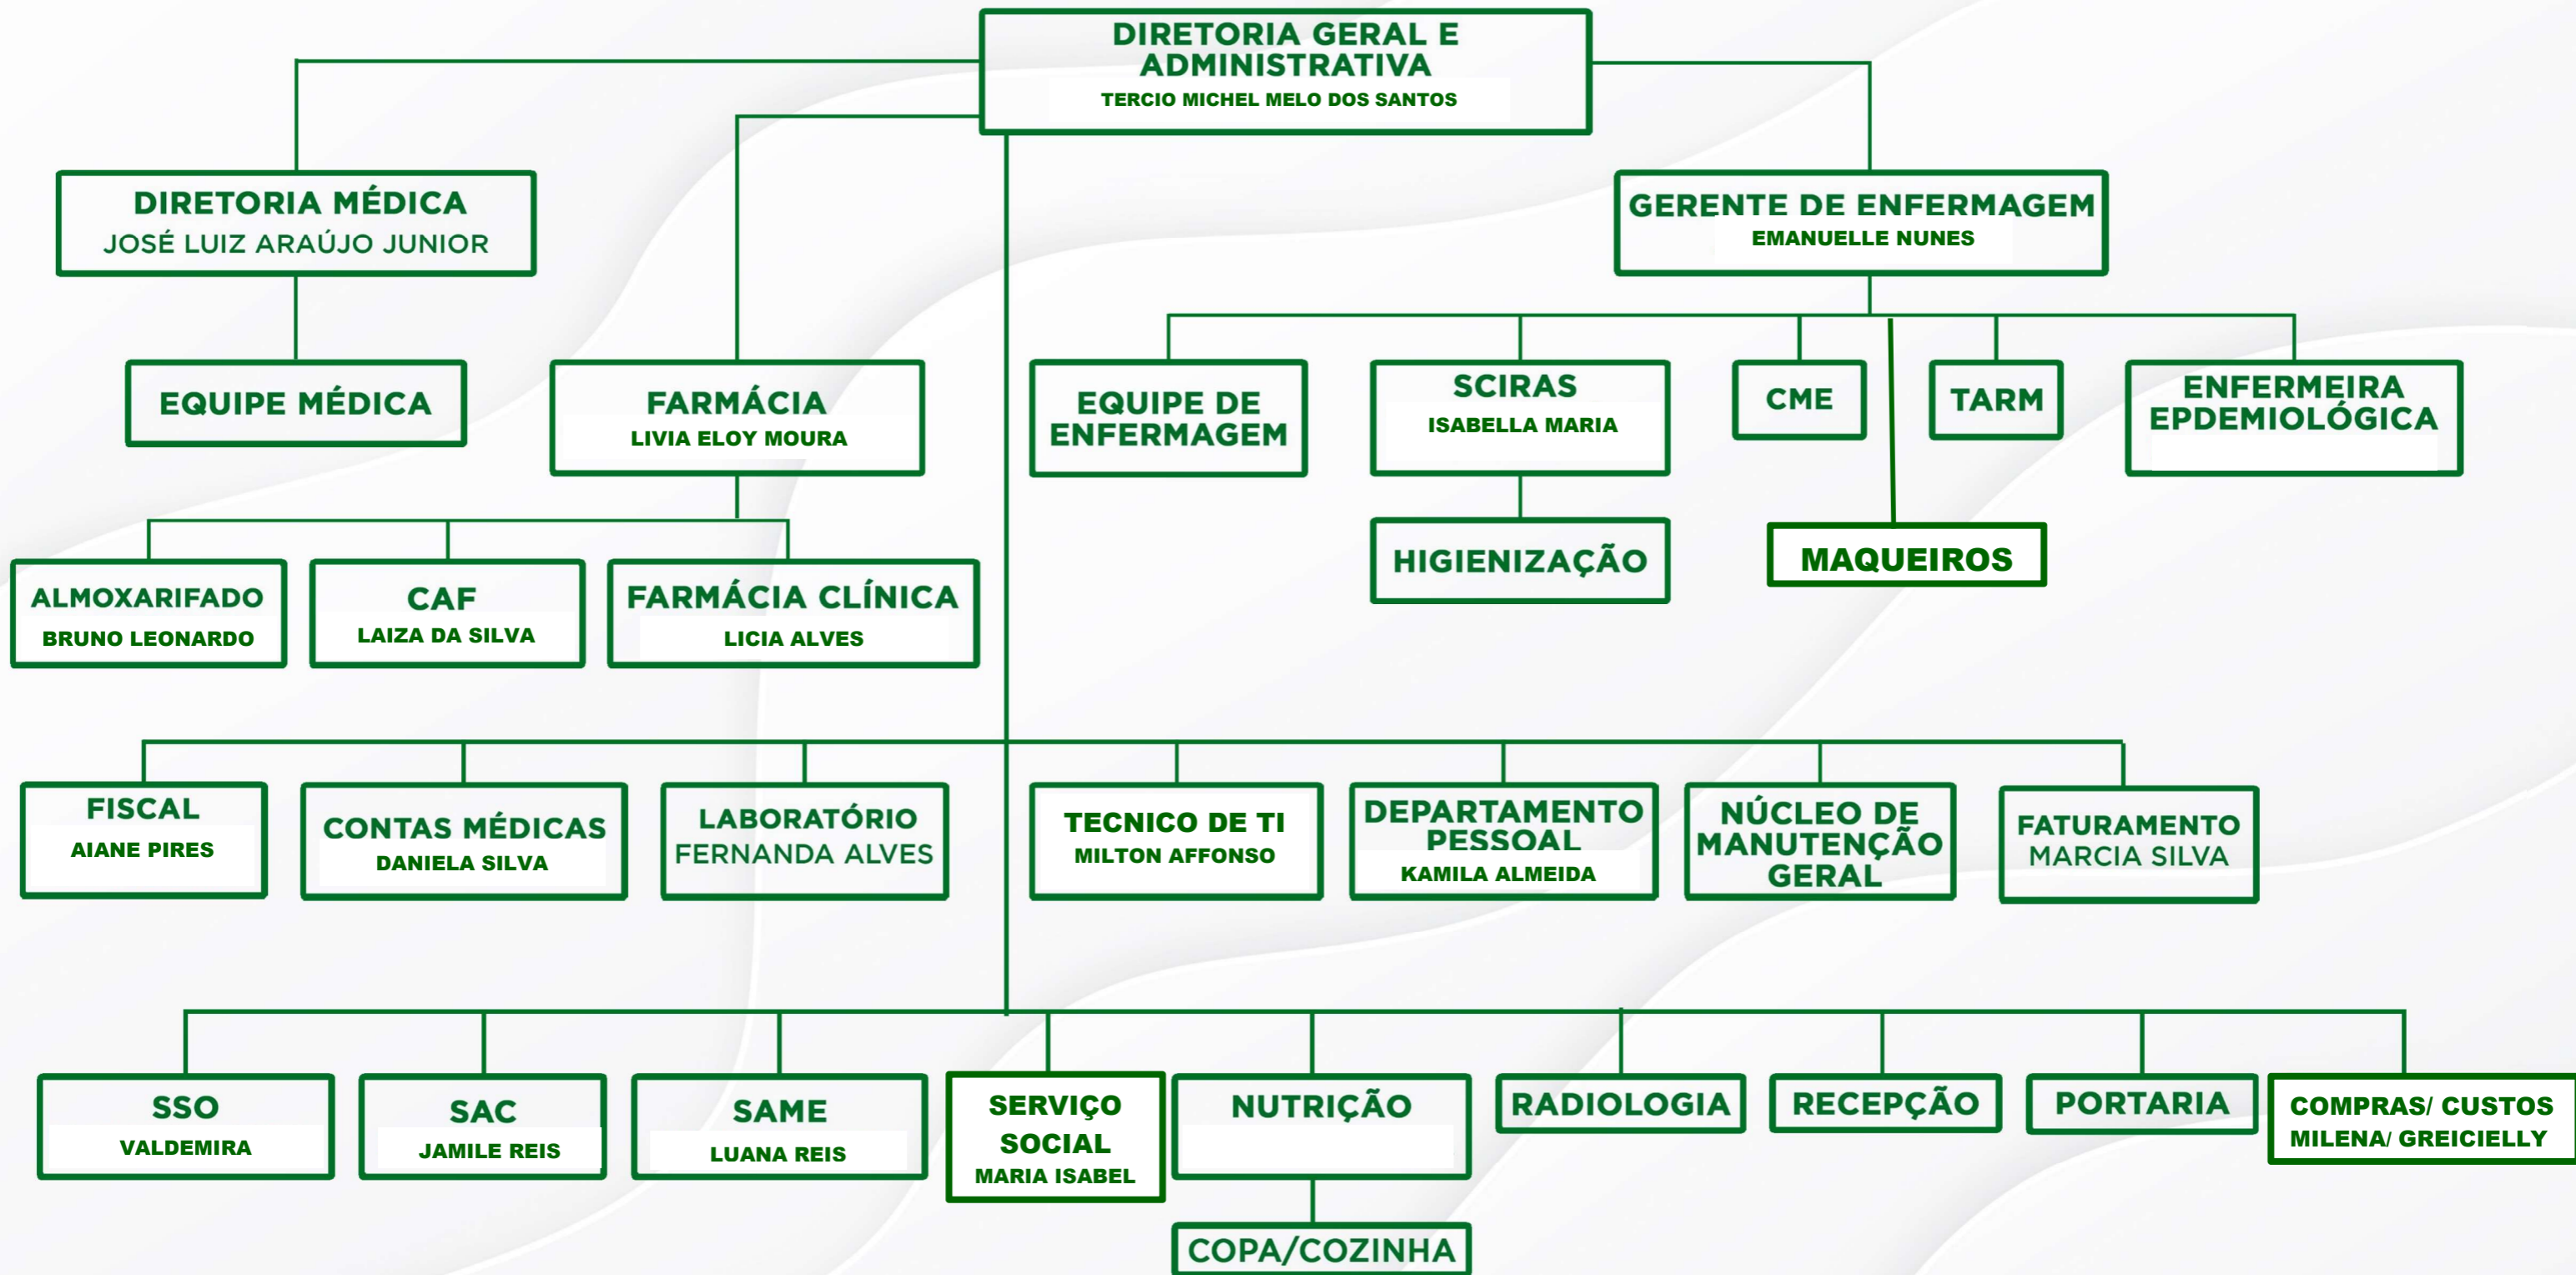 DIRETORIA GERAL E
ADMINISTRATIVA
TERCIO MICHEL MELO DOS SANTOS
DIRETORIA MÉDICA
JOSÉ LUIZ ARAÚJO JUNIOR
GERENTE DE ENFERMAGEM
EMANUELLE NUNES
EQUIPE MÉDICA
FARMÁCIA
LIVIA ELOY MOURA
EQUIPE DE
ENFERMAGEM
SCIRAS
ISABELLA MARIA
CME
TARM
ENFERMEIRA
EPDEMIOLÓGICA
HIGIENIZAÇÃO
MAQUEIROS
ALMOXARIFADO
BRUNO LEONARDO
CAF
LAIZA DA SILVA
FARMÁCIA CLÍNICA
LICIA ALVES
FISCAL
AIANE PIRES
CONTAS MÉDICAS
DANIELA SILVA
LABORATÓRIO
FERNANDA ALVES
TECNICO DE TI
MILTON AFFONSO
DEPARTAMENTO
PESSOAL
KAMILA ALMEIDA
NÚCLEO DE
MANUTENÇÃO
GERAL
FATURAMENTO
MARCIA SILVA
SSO
VALDEMIRA
SAC
JAMILE REIS
SAME
LUANA REIS
SERVIÇO
SOCIAL
MARIA ISABEL
NUTRIÇÃO
RADIOLOGIA
RECEPÇÃO
PORTARIA
COMPRAS/ CUSTOS
MILENA/ GREICIELLY
COPA/COZINHA